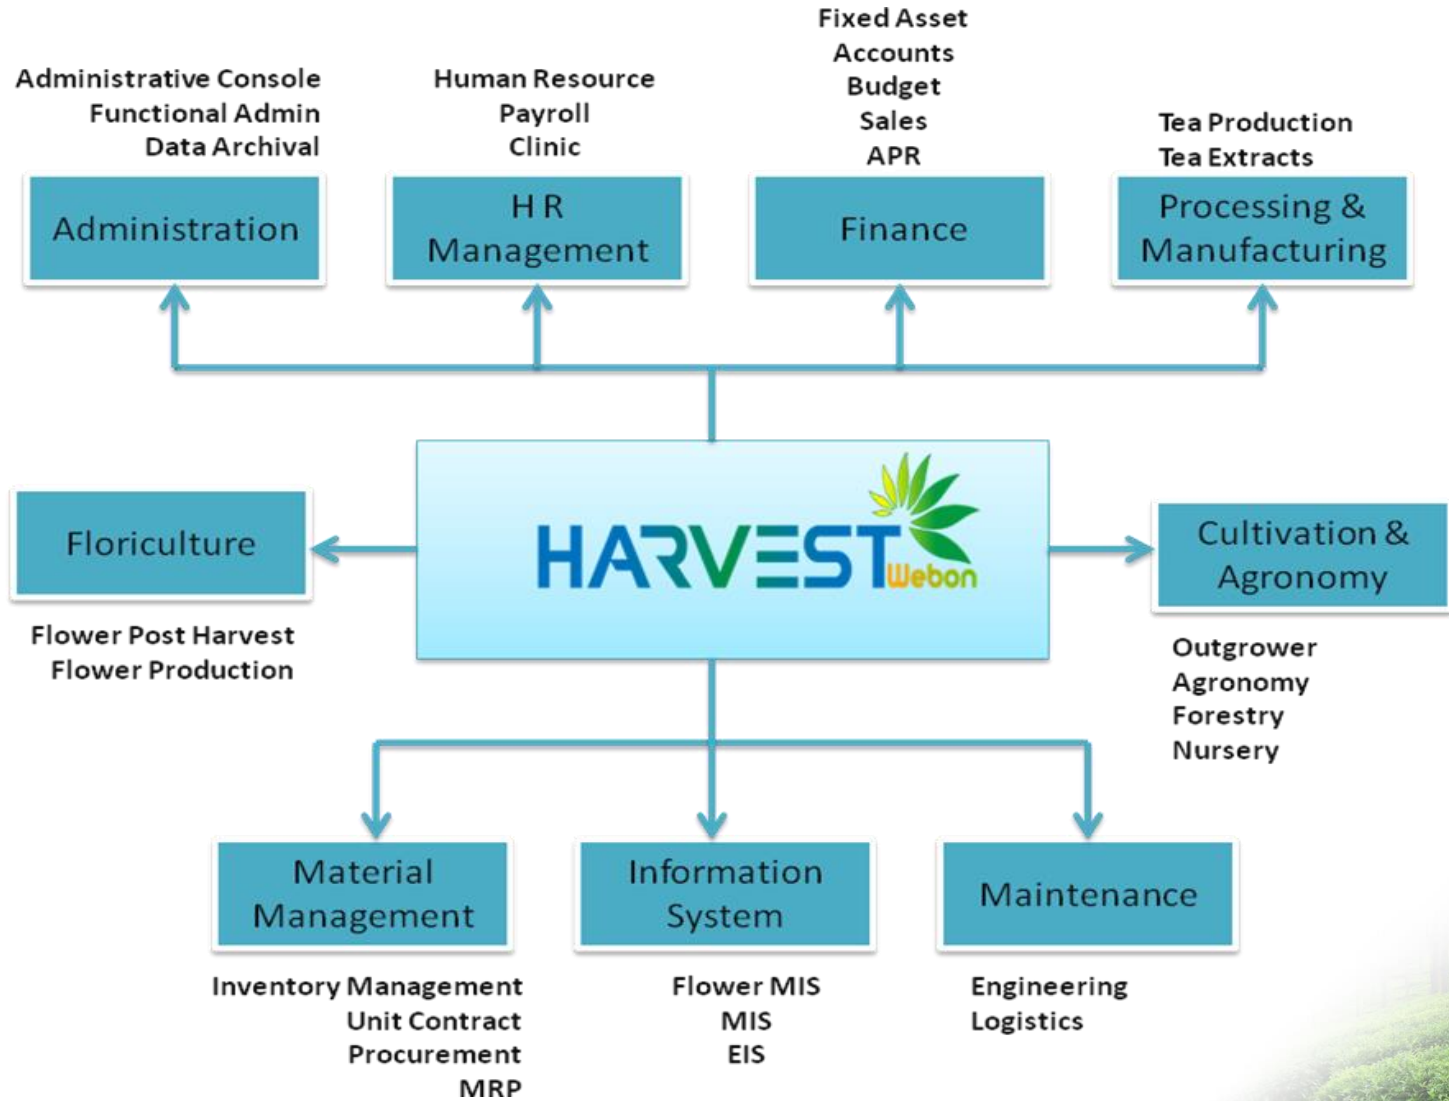 Administrative Console
Functional Admin
Data Archival
Administration
Human Resource
Payroll
Clinic
H R
Management
Fixed Asset
Accounts
Budget
Sales
APR
Finance
Tea Production
Tea Extracts
Processing &
Manufacturing
Floriculture
Flower Post Harvest
Flower Production
HARVEST
Webon
Cultivation &
Agronomy
Outgrower
Agronomy
Forestry
Nursery
Material
Management
Inventory Management
Unit Contract
Procurement
MRP
Information
System
Flower MIS
MIS
EIS
Maintenance
Engineering
Logistics